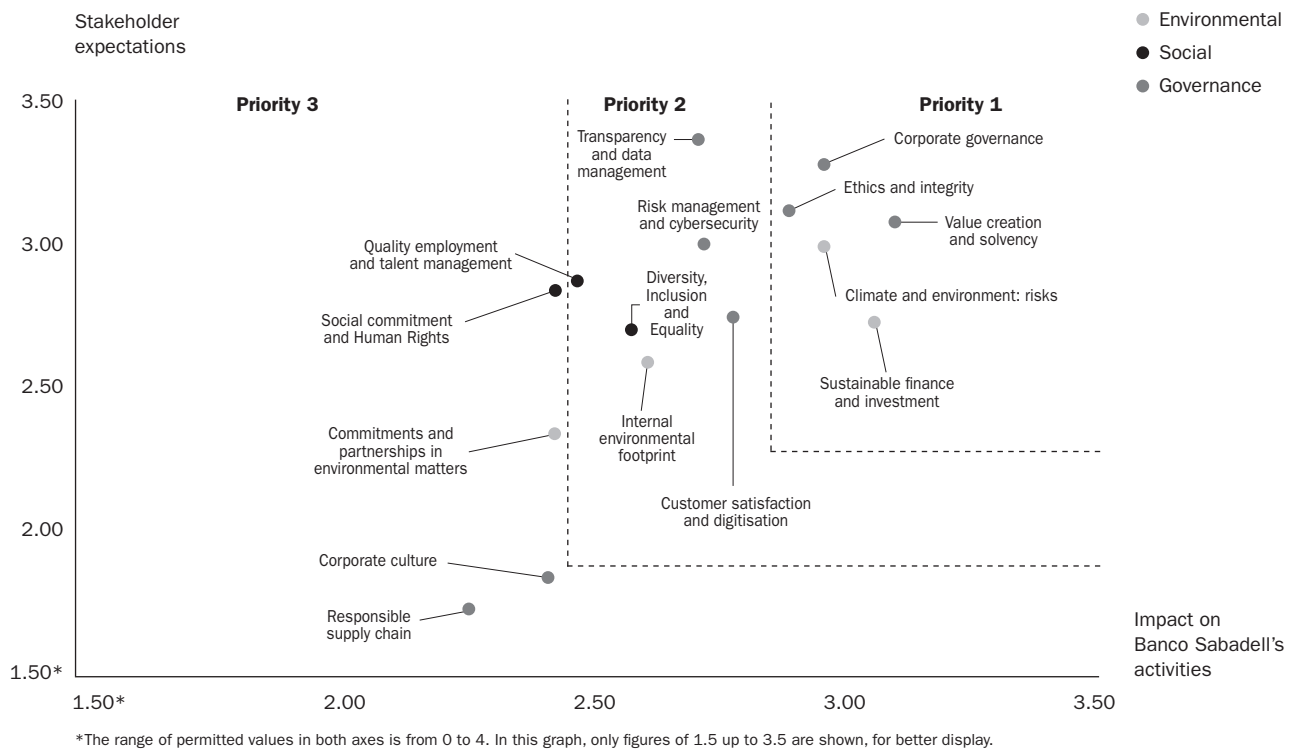 Stakeholder
expectations
Environmental
Social
Governance
3.50
3.00
2.50
2.00
1.50*
Priority 3
Priority 2
Priority 1
Transparency
and data
management
Corporate governance
Ethics and integrity
Risk management
and cybersecurity
Value creation
and solvency
Quality employment
and talent management
Diversity,
Inclusion
and
Equality
Climate and environment: risks
Social commitment
and Human Rights
Sustainable finance
and investment
Internal
environmental
footprint
Commitments and
partnerships in
environmental matters
Customer satisfaction
and digitisation
Corporate culture
Responsible
supply chain
Impact on
Banco Sabadell’s
activities
1.50*
2.00
2.50
3.00
3.50
*The range of permitted values in both axes is from 0 to 4. In this graph, only figures of 1.5 up to 3.5 are shown, for better display.